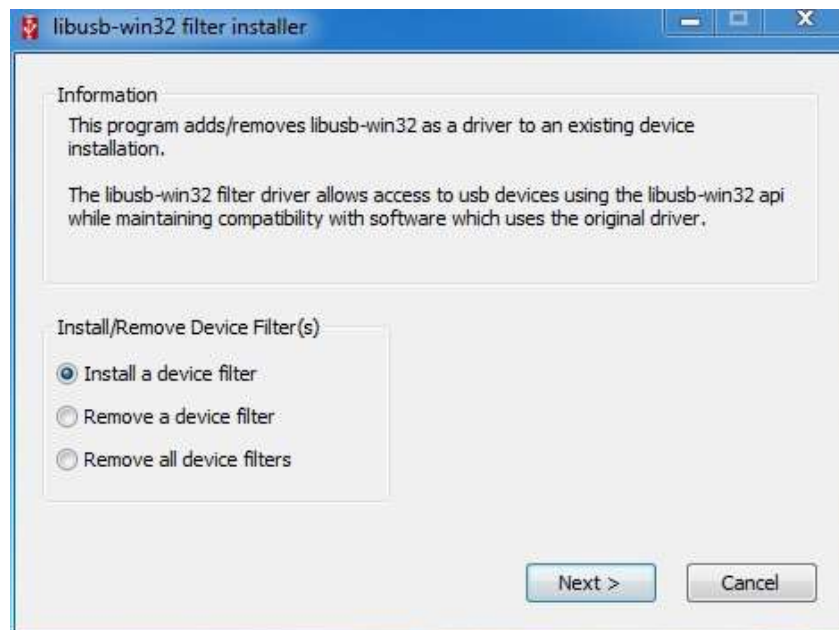 libusb-win32 filter installer
Information
This program adds/removes libusb-win32 as a driver to an existing device
installation.
The libusb-win32 filter driver allows access to usb devices using the libusb-win32 api
while maintaining compatibility with software which uses the original driver.
Install/Remove Device Filter(s)
Install a device filter
Remove a device filter
Remove all device filters
Next >
Cancel